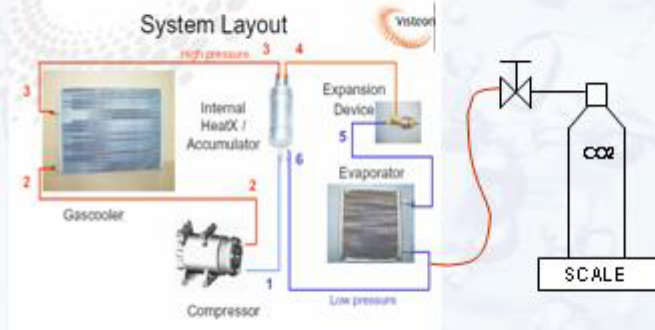 System Layout
Visteon
High pressure
3
4
3
Internal
HeatX /
Accumulator
Expansion
Device
5
6
Evaporator
2
2
Gascooler
1
Compressor
Low pressure
CO2
SCALE